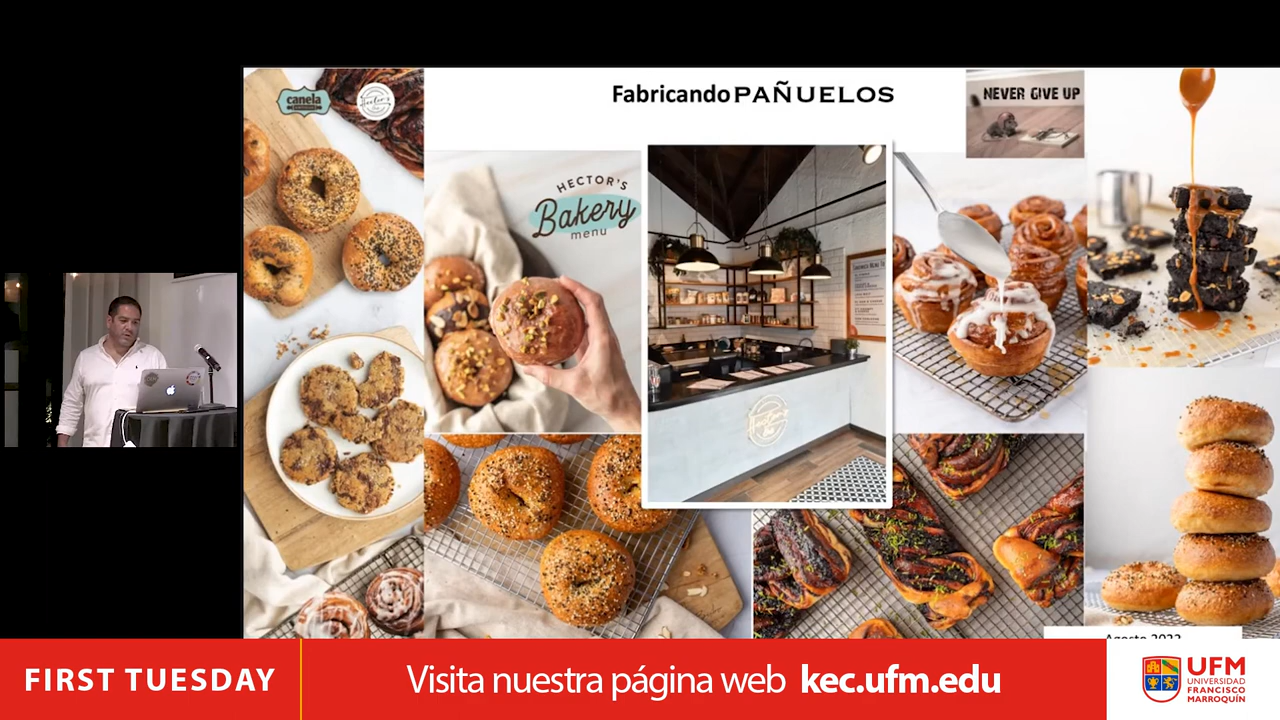 canela
Fabricando PAÑUELOS
NEVER GIVE UP
HECTOR'S
Bakery
menu
FIRST TUESDAY
Visita nuestra página web kec.ufm.edu
UFM
UNIVERSIDAD
FRANCISCO
MARROQUÍN